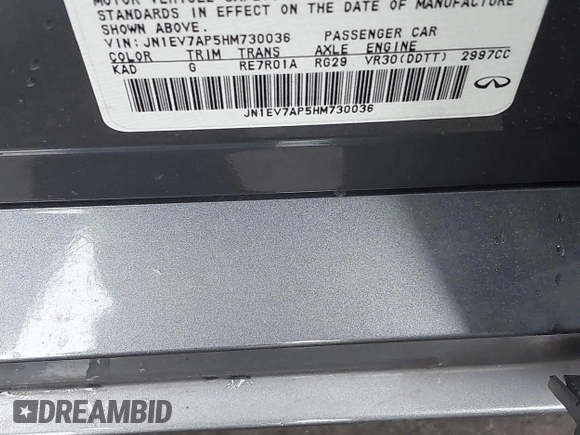 STANDARDS IN EFFECT ON THE DATE OF MANUFACTURE
SHOWN ABOVE.
VIN: JN1EV7AP5HM730036 PASSENGER CAR
COLOR TRIM TRANS AXLE ENGINE
KAD G RE7R01A RG29 VR30(DDTT) 2997CC
JN1EV7AP5HM730036
DREAMBID